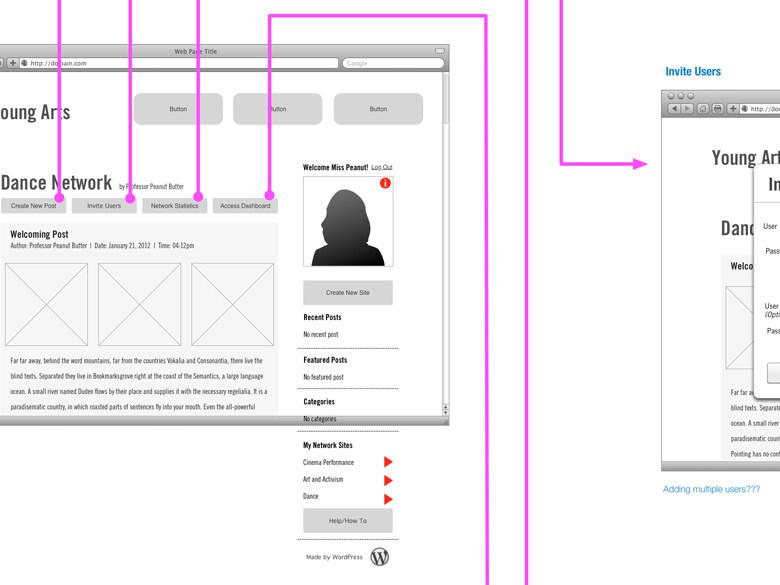 Web Page Title
http://domain.com
Google
oung Arts
Button
Button
Button
Dance Network by Professor Peanut Butter
Create New Post
Invite Users
Network Statistics
Access Dashboard
Welcoming Post
Author: Professor Peanut Butter I Date: January 21, 2012 I Time: 04:12pm
Far far away, behind the word mountains, far from the countries Vokalia and Consonantia, there live the
blind texts. Separated they live in Bookmarksgrove right at the coast of the Semantics, a large language
ocean. A small river named Duden flows by their place and supplies it with the necessary regelialia. It is a
paradisematic country, in which roasted parts of sentences fly into your mouth. Even the all-powerful
Welcome Miss Peanut! Log Out
i
Create New Site
Recent Posts
No recent post
Featured Posts
No featured post
Categories
No categories
My Network Sites
Cinema Performance
Art and Activism
Dance
Help/How To
Made by WordPress
W
Invite Users
http://do
Young Art
In
Danc
Welco
User
Pass
User
(Opti
Pass
Far far a
blind texts. Separate
ocean. A small river
paradisematic count
Pointing has no cont
Adding multiple users???